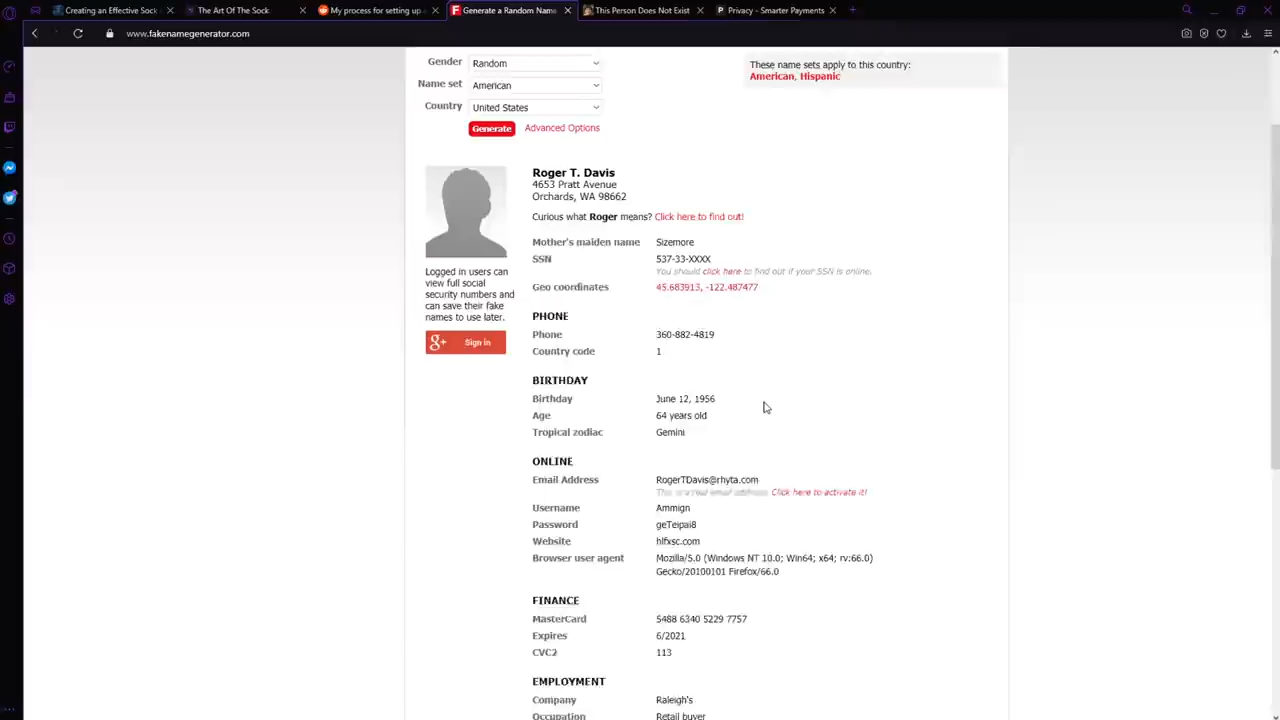 Creating an Effective Sock
The Art Of The Sock.
My process for setting up
Generate a Random Name
This Person Does Not Exist
Privacy - Smarter Payments
www.fakenamegenerator.com
Gender Random
Name set American
Country United States
Generate Advanced Options
These name sets apply to this country:
American, Hispanic
Logged in users can
view full social
security numbers and
can save their fake
names to use later.
g+ Sign in
Roger T. Davis
4653 Pratt Avenue
Orchards, WA 98662
Curious what Roger means? Click here to find out!
Mother's maiden name Sizemore
SSN 537-33-XXXX
You should click here to find out if your SSN is online.
Geo coordinates 45.683913, -122.487477
PHONE
Phone 360-882-4819
Country code 1
BIRTHDAY
Birthday June 12, 1956
Age 64 years old
Tropical zodiac Gemini
ONLINE
Email Address RogerTDavis@rhyta.com
This is a real email address. Click here to activate it!
Username Ammign
Password geTeipai8
Website hlfxsc.com
Browser user agent Mozilla/5.0 (Windows NT 10.0; Win64; x64; rv:66.0)
Gecko/20100101 Firefox/66.0
FINANCE
MasterCard 5488 6340 5229 7757
Expires 6/2021
CVC2 113
EMPLOYMENT
Company Raleigh's
Occupation Retail buyer